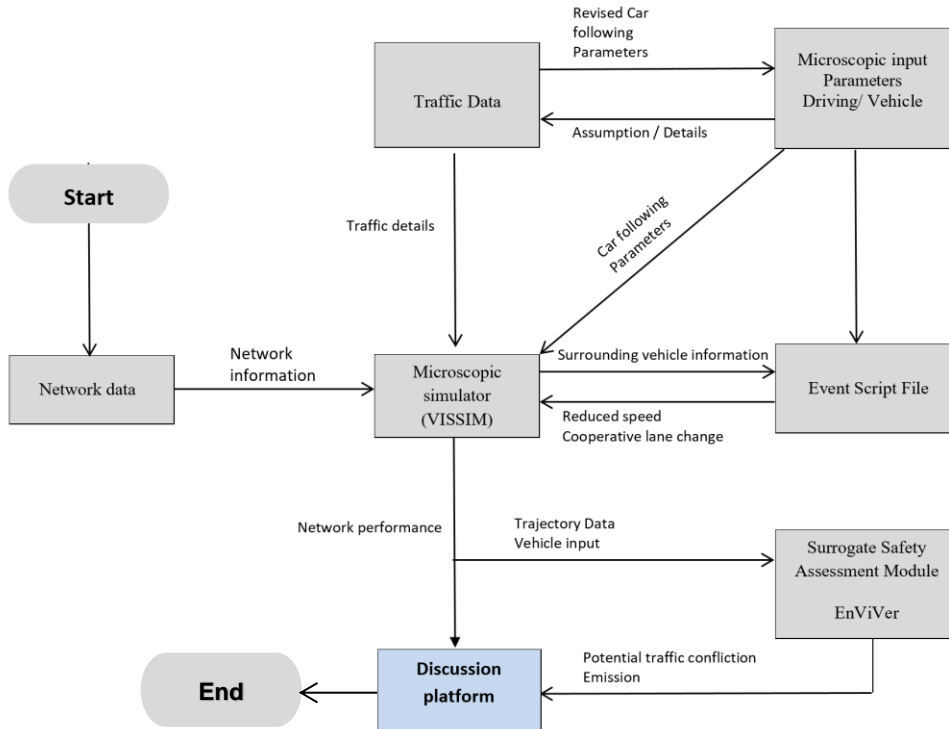 Revised Car
following
Parameters
Traffic Data
Microscopic input
Parameters
Driving/ Vehicle
Assumption / Details
Start
Traffic details
Car following
Parameters
Network data
Network
information
Microscopic
simulator
(VISSIM)
Surrounding vehicle information
Event Script File
Reduced speed
Cooperative lane change
Network performance
Trajectory Data
Vehicle input
Surrogate Safety
Assessment Module
EnViVer
End
Discussion
platform
Potential traffic confliction
Emission